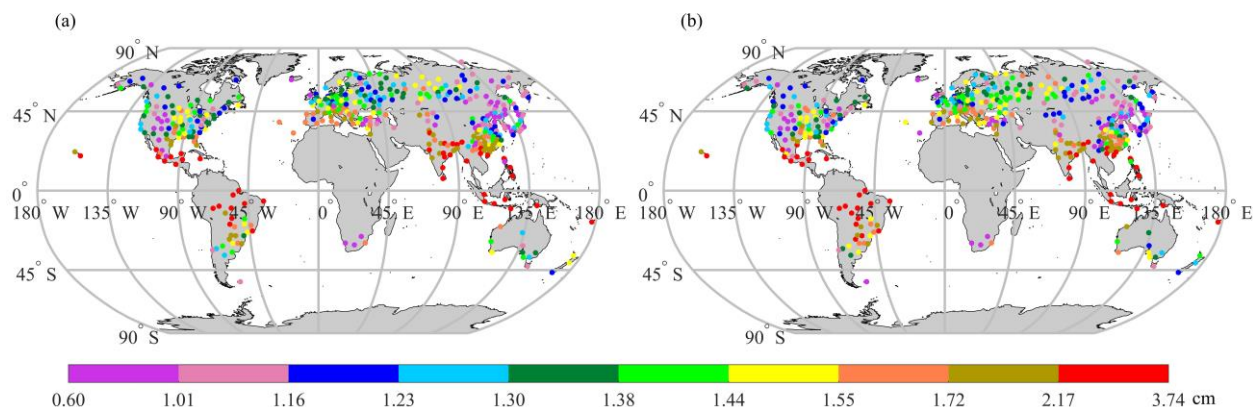 (a) (b)
90° N 90° N
45° N 45° N
0° 0°
180° W 135° W 90° W 45° W 0° 45° E 90° E 135° E 180° E 180° W 135° W 90° W 45° W 0° 45° E 90° E 135° E 180° E
45° S 45° S
90° S 90° S
0.60 1.01 1.16 1.23 1.30 1.38 1.44 1.55 1.72 2.17 3.74 cm